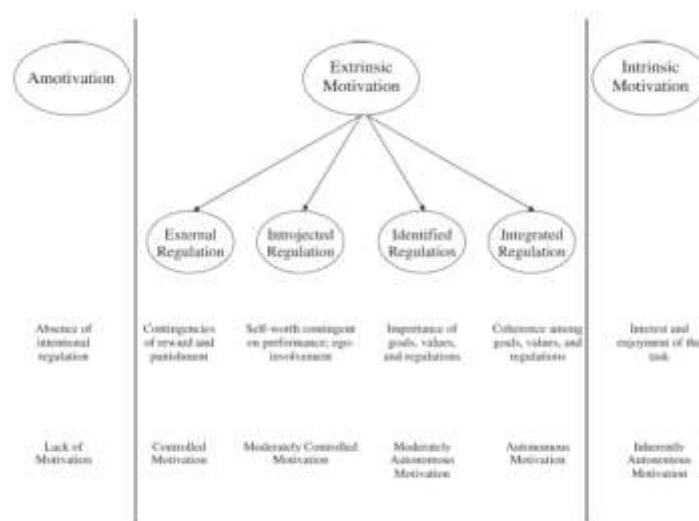 Amotivation
Extrinsic
Motivation
Intrinsic
Motivation
External
Regulation
Introjected
Regulation
Identified
Regulation
Integrated
Regulation
Absence of
intentional
regulation
Contingencies
of reward and
punishment
Self-worth contingent
on performance; ego-
involvement
Importance of
goals, values,
and regulations
Coherence among
goals, values, and
regulations
Interest and
enjoyment of the
task
Lack of
Motivation
Controlled
Motivation
Moderately Controlled
Motivation
Moderately
Autonomous
Motivation
Autonomous
Motivation
Inherently
Autonomous
Motivation